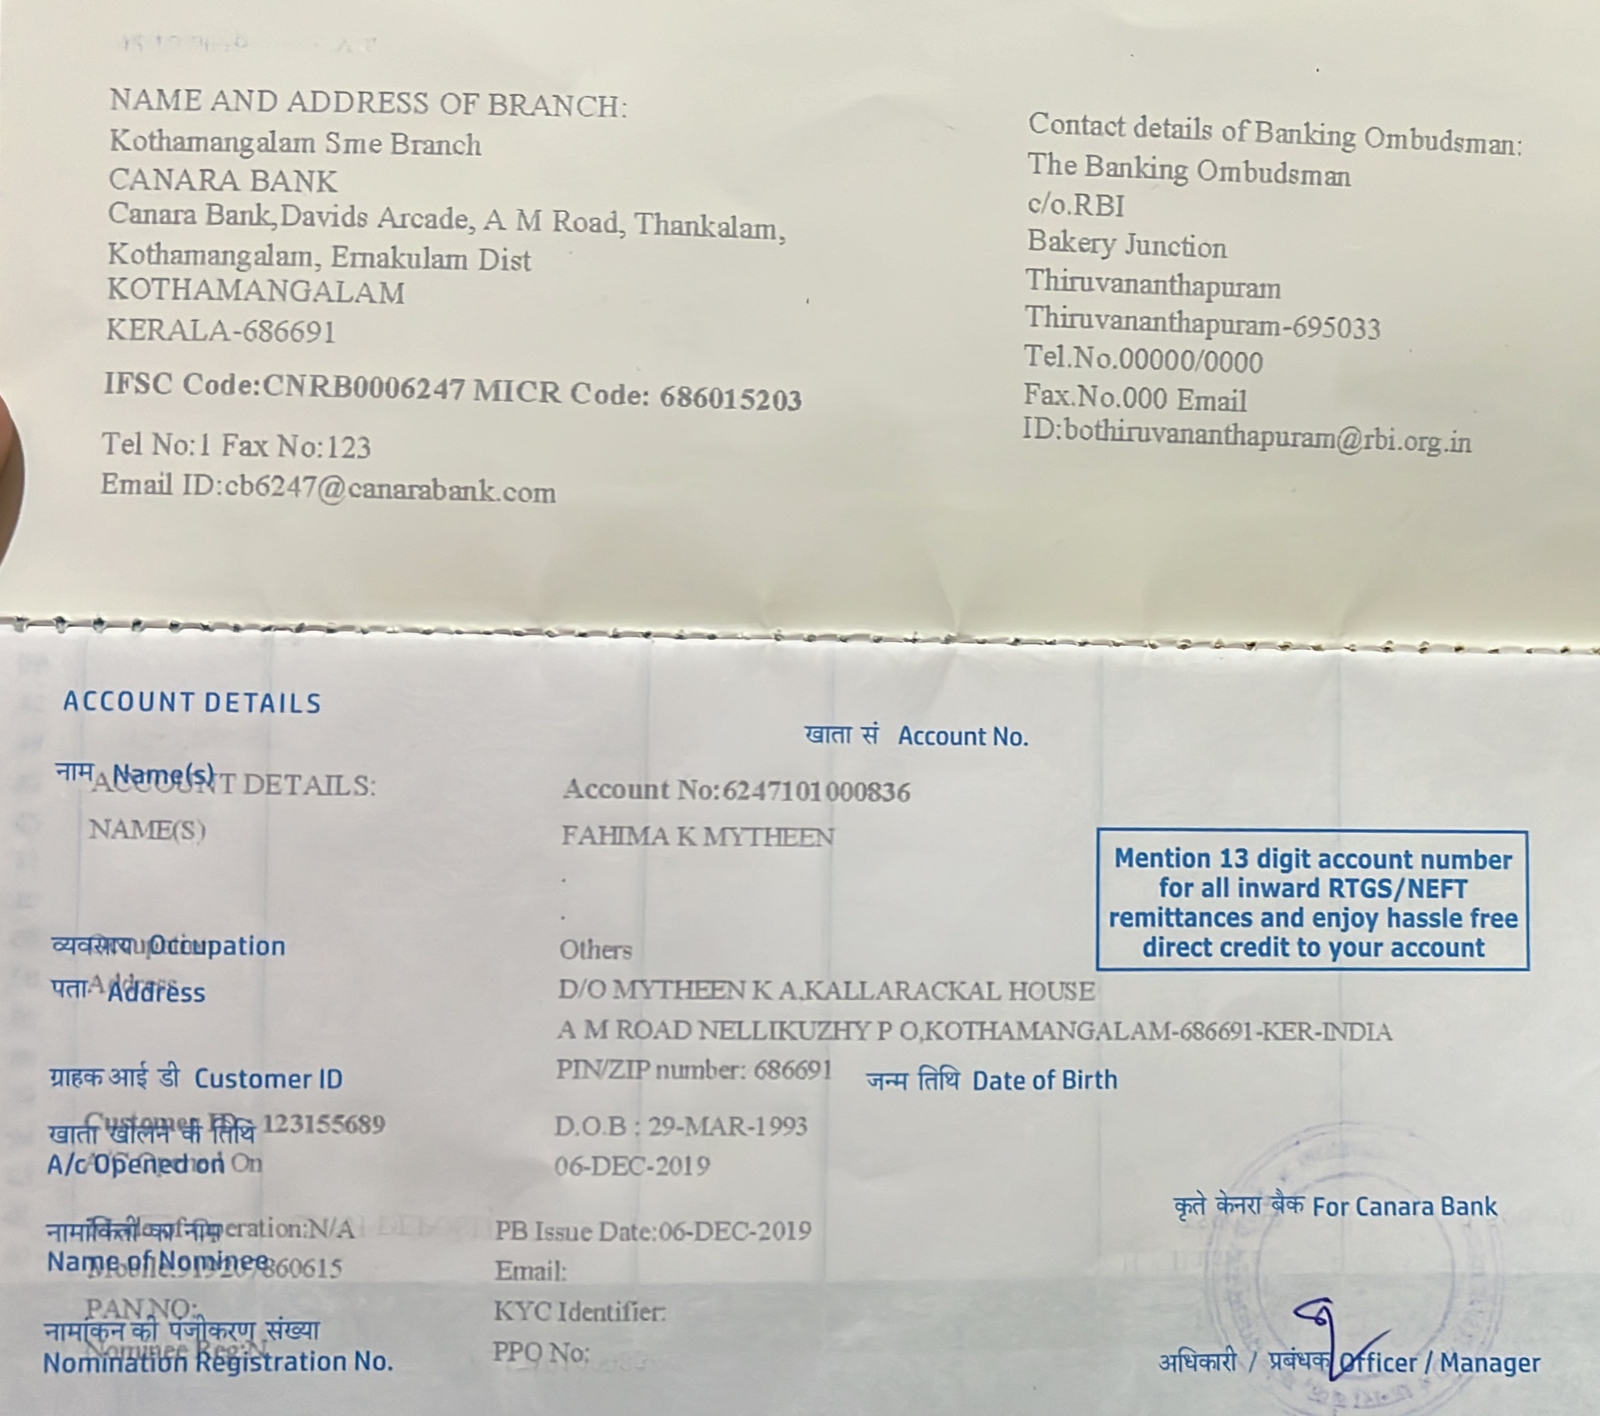 NAME AND ADDRESS OF BRANCH:
Kothamangalam Sme Branch
CANARA BANK
Canara Bank,Davids Arcade, A M Road, Thankalam,
Kothamangalam, Ernakulam Dist
KOTHAMANGALAM
KERALA-686691
IFSC Code:CNRB0006247 MICR Code: 686015203
Tel No:1 Fax No:123
Email ID:cb6247@canarabank.com
Contact details of Banking Ombudsman:
The Banking Ombudsman
c/o.RBI
Bakery Junction
Thiruvananthapuram
Thiruvananthapuram-695033
Tel.No.00000/0000
Fax.No.000 Email
ID:bothiruvananthapuram@rbi.org.in
ACCOUNT DETAILS
खाता सं Account No.
नाम Name(s)
ACCOUNT DETAILS: Account No:6247101000836
NAME(S) FAHIMA K MYTHEEN
Mention 13 digit account number
for all inward RTGS/NEFT
remittances and enjoy hassle free
direct credit to your account
व्यवसाय Occupation Others
पता Address D/O MYTHEEN K A,KALLARACKAL HOUSE
A M ROAD NELLIKUZHY P O,KOTHAMANGALAM-686691-KER-INDIA
PIN/ZIP number: 686691
ग्राहक आई डी Customer ID
जन्म तिथि Date of Birth
Customer ID: 123155689 D.O.B : 29-MAR-1993
खाता खोलने की तिथि
A/c Opened on On 06-DEC-2019
कृते केनरा बैंक For Canara Bank
Operation:N/A PB Issue Date:06-DEC-2019
Name of Nominee Email:
PAN NO: KYC Identifier:
नामांकन की पंजीकरण संख्या
PPO No:
Nomination Registration No.
अधिकारी / प्रबंधक Officer / Manager